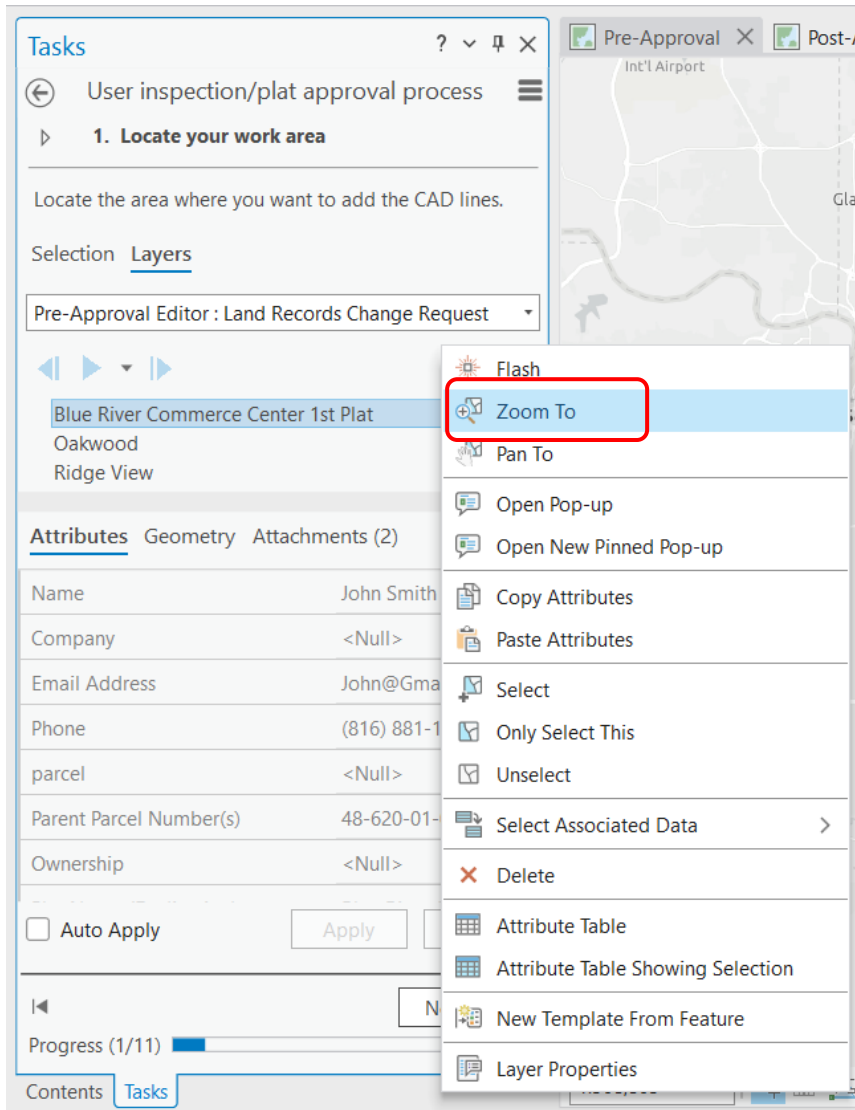 Tasks
?
Pre-Approval
Post-
Int'l Airport
User inspection/plat approval process
1. Locate your work area
Locate the area where you want to add the CAD lines.
Gla
Selection Layers
Pre-Approval Editor : Land Records Change Request
Blue River Commerce Center 1st Plat
Oakwood
Ridge View
Attributes Geometry Attachments (2)
Name John Smith
Company <Null>
Email Address John@Gma
Phone (816) 881-1
parcel <Null>
Parent Parcel Number(s) 48-620-01-
Ownership <Null>
Auto Apply
Apply
N
Progress (1/11)
Contents Tasks
Flash
Zoom To
Pan To
Open Pop-up
Open New Pinned Pop-up
Copy Attributes
Paste Attributes
Select
Only Select This
Unselect
Select Associated Data
Delete
Attribute Table
Attribute Table Showing Selection
New Template From Feature
Layer Properties